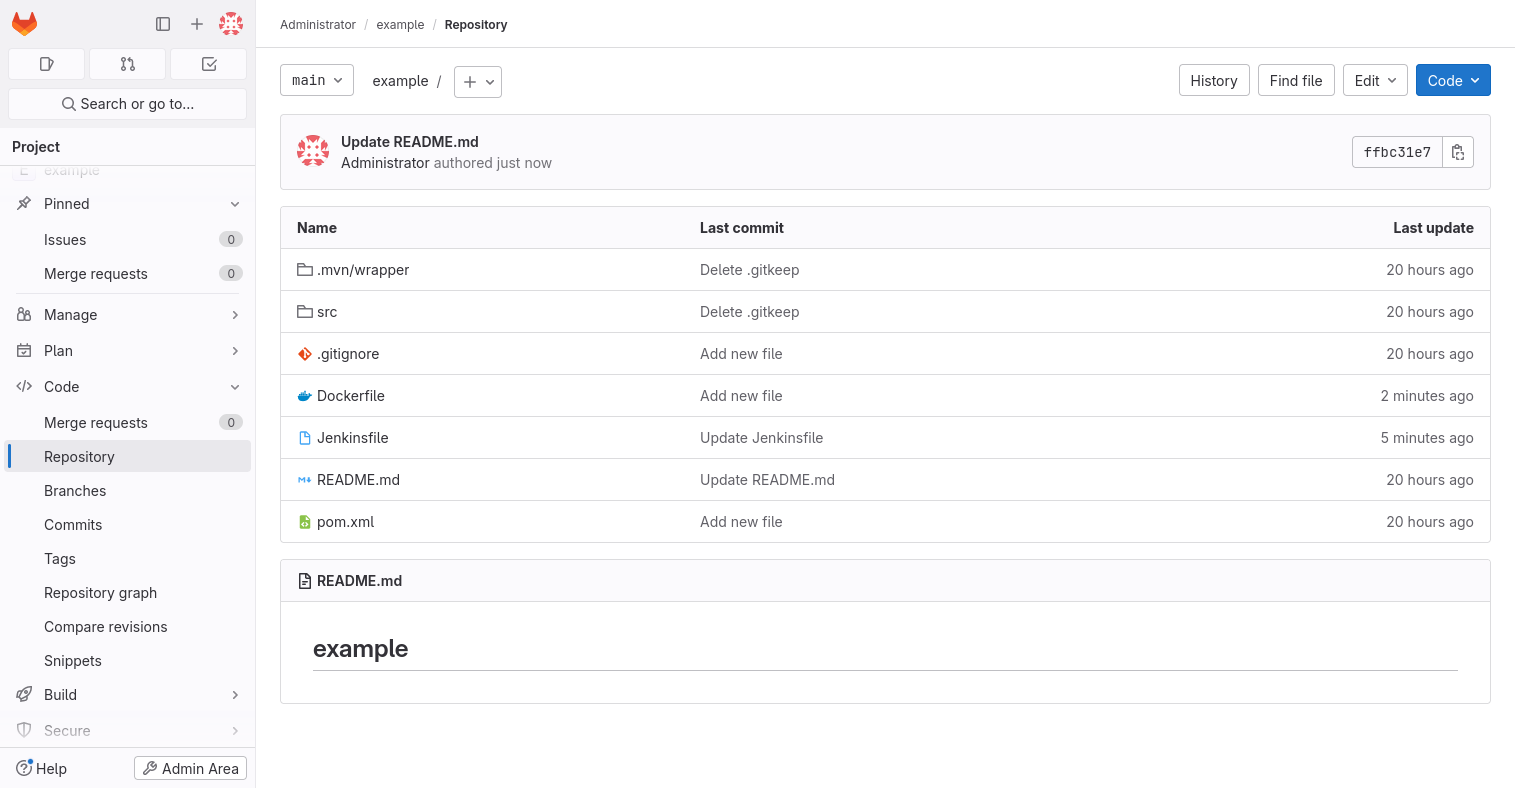 Administrator / example / Repository
Search or go to...
Project
E example
Pinned
Issues 0
Merge requests 0
Manage
Plan
Code
Merge requests 0
Repository
Branches
Commits
Tags
Repository graph
Compare revisions
Snippets
Build
Secure
Help Admin Area
main example / History Find file Edit Code
Update README.md
Administrator authored just now
ffbc31e7
Name Last commit Last update
.mvn/wrapper Delete .gitkeep 20 hours ago
src Delete .gitkeep 20 hours ago
.gitignore Add new file 20 hours ago
Dockerfile Add new file 2 minutes ago
Jenkinsfile Update Jenkinsfile 5 minutes ago
README.md Update README.md 20 hours ago
pom.xml Add new file 20 hours ago
README.md
example